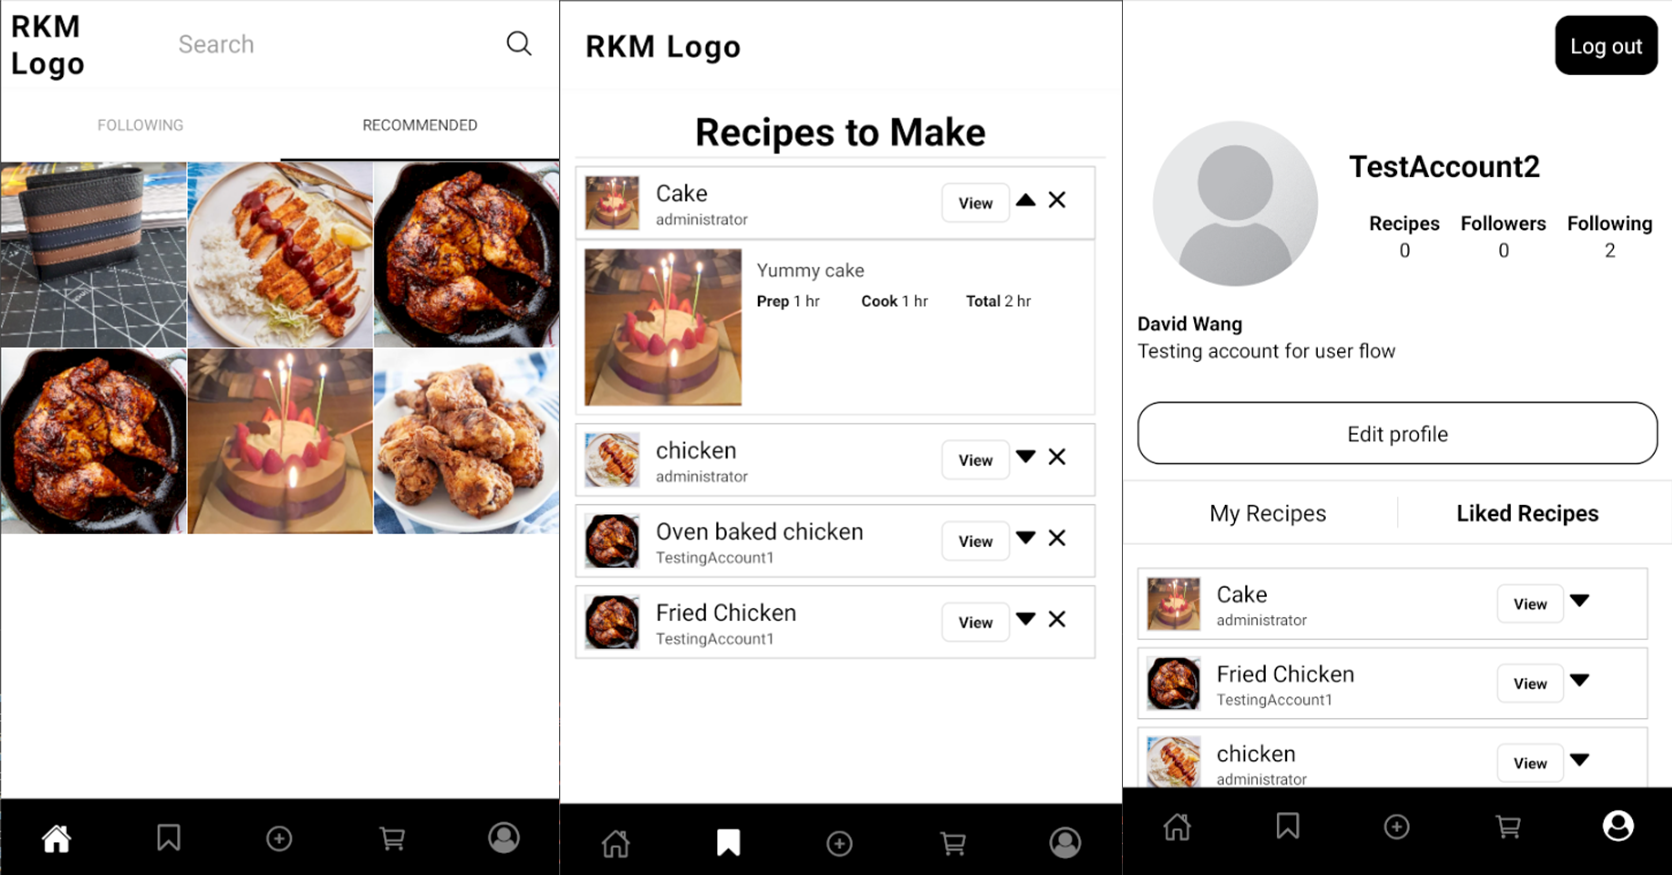 RKM
Logo
Search
FOLLOWING
RECOMMENDED
RKM Logo
Recipes to Make
Cake
administrator
View
Yummy cake
Prep 1 hr Cook 1 hr Total 2 hr
chicken
administrator
View
Oven baked chicken
TestingAccount1
View
Fried Chicken
TestingAccount1
View
Log out
TestAccount2
Recipes Followers Following
0 0 2
David Wang
Testing account for user flow
Edit profile
My Recipes Liked Recipes
Cake
administrator
View
Fried Chicken
TestingAccount1
View
chicken
administrator
View